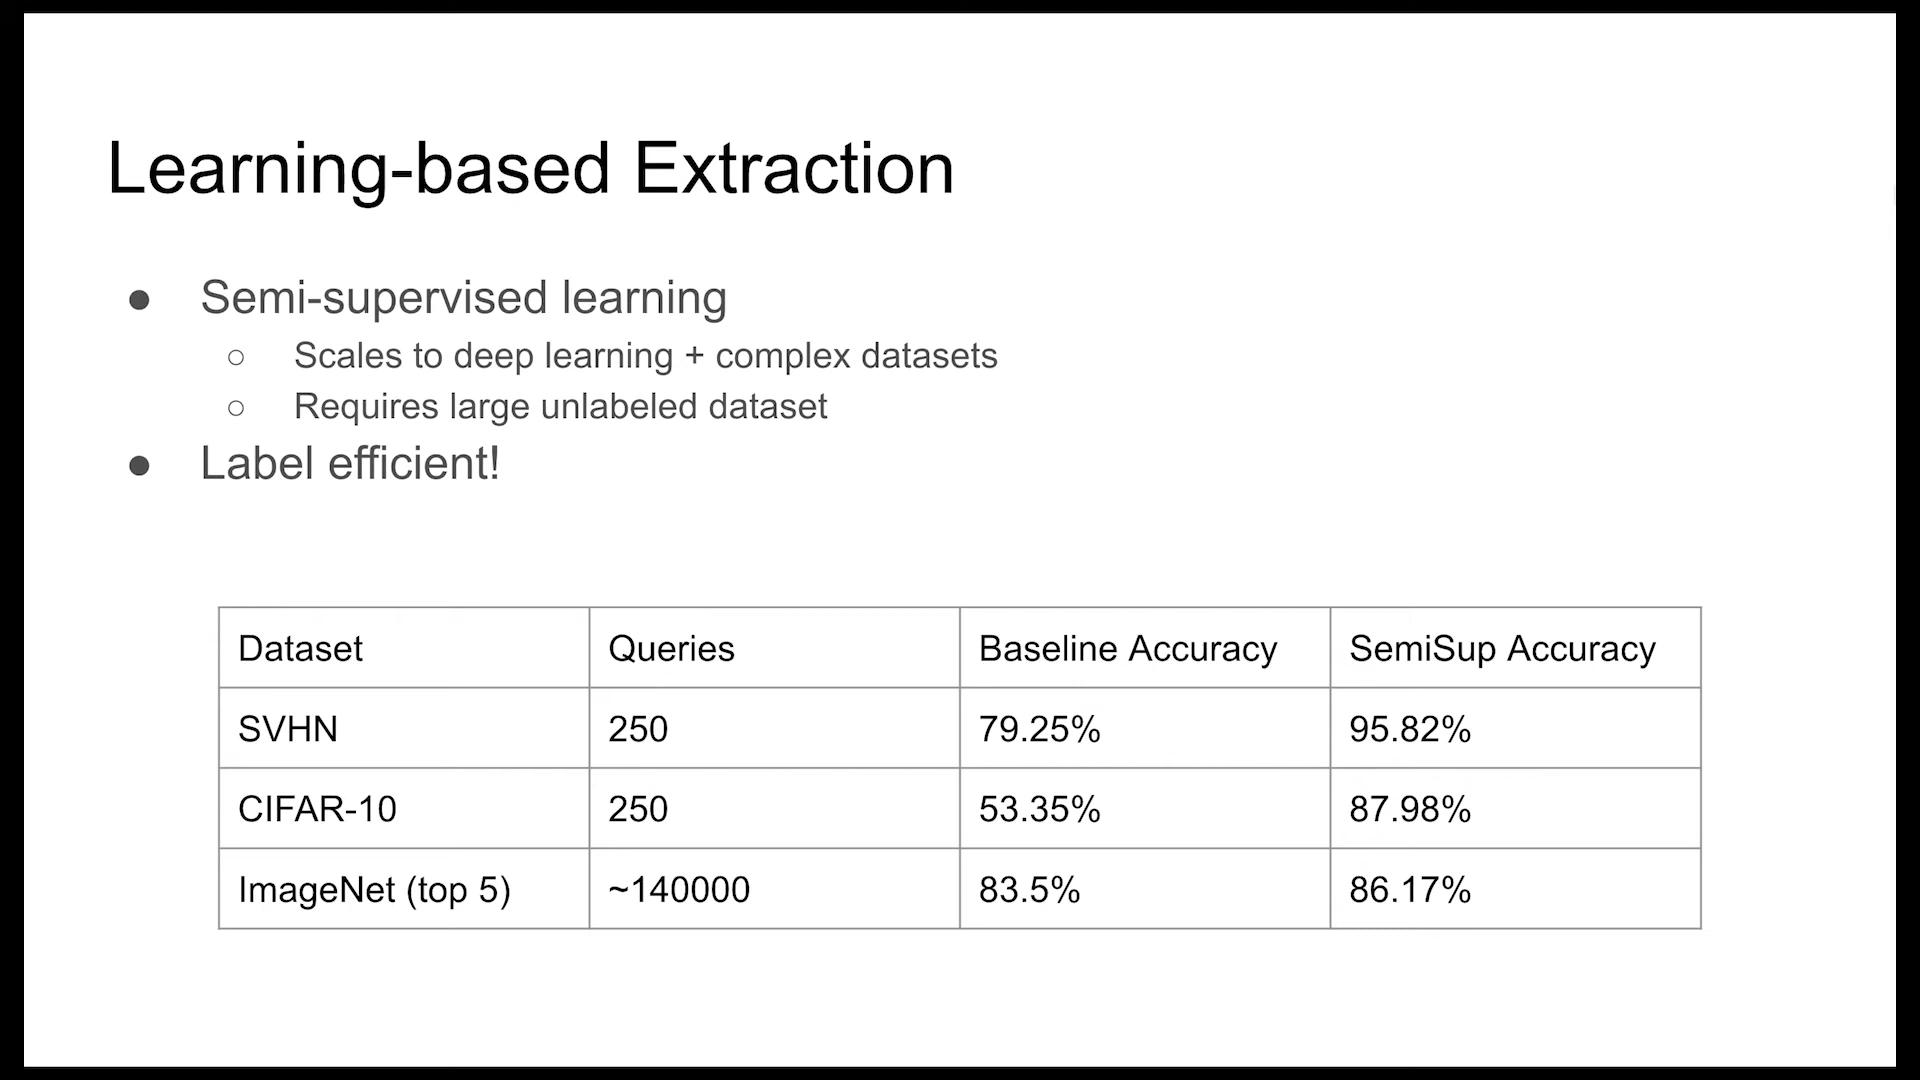 Learning-based Extraction
● Semi-supervised learning
○ Scales to deep learning + complex datasets
○ Requires large unlabeled dataset
● Label efficient!
Dataset Queries Baseline Accuracy SemiSup Accuracy
SVHN 250 79.25% 95.82%
CIFAR-10 250 53.35% 87.98%
ImageNet (top 5) ~140000 83.5% 86.17%